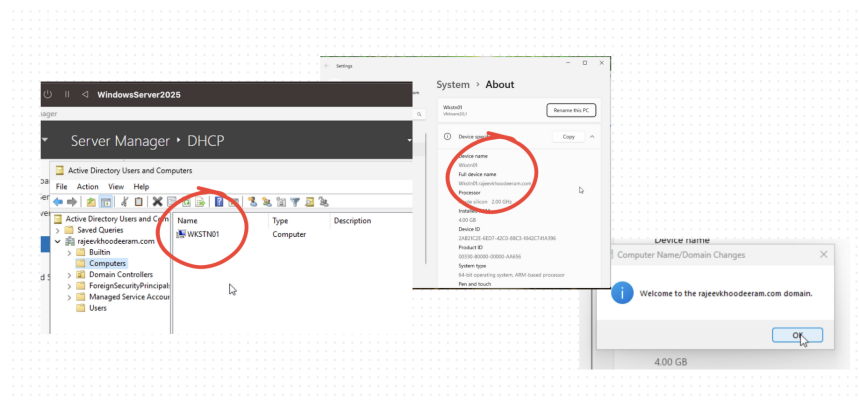 WindowsServer2025
Server Manager
DHCP
Active Directory Users and Computers
File Action View Help
Active Directory Users and Com
Saved Queries
rajeevkhoodeeram.com
Builtin
Computers
Domain Controllers
ForeignSecurityPrincipal
Managed Service Accour
Users
Name Type Description
WKSTN01 Computer
Settings
System > About
Rename this PC
Copy
Device name
Full device name
Processor
2.00 GHz
4.00 GB
Device ID
Product ID
System type
64-bit operating system, ARM-based processor
Pen and touch
Device name
Computer Name/Domain Changes
Welcome to the rajeevkhoodeeram.com domain.
OK
4.00 GB